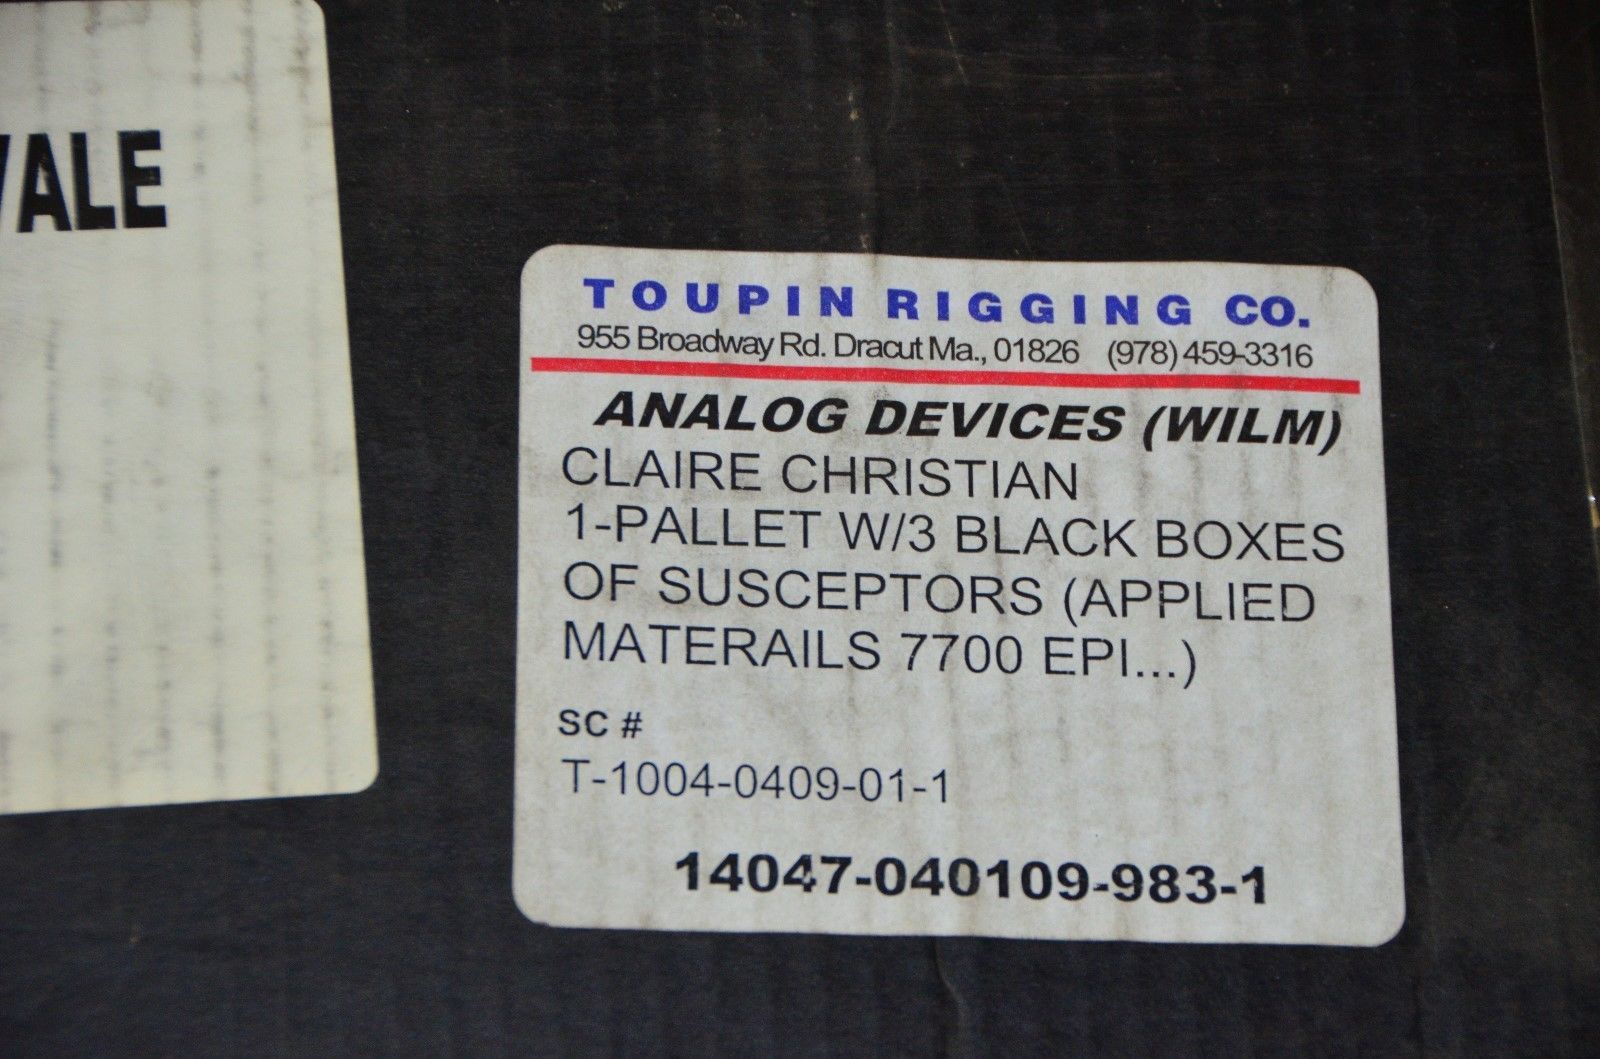 TOUPIN RIGGING CO.
955 Broadway Rd. Dracut Ma., 01826 (978) 459-3316
ANALOG DEVICES (WILM)
CLAIRE CHRISTIAN
1-PALLET W/3 BLACK BOXES
OF SUSCEPTORS (APPLIED
MATERAILS 7700 EPI...)
SC #
T-1004-0409-01-1
14047-040109-983-1